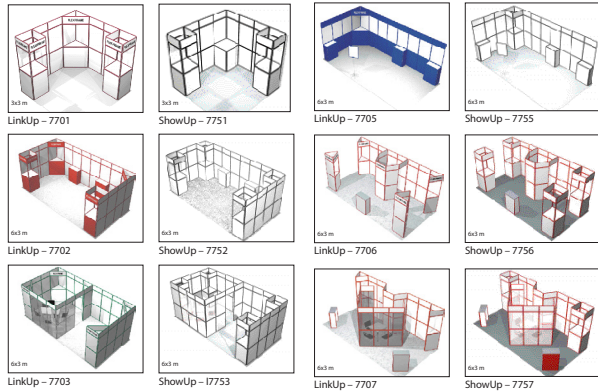 3x3 m
LinkUp – 7701
3x3 m
ShowUp – 7751
6x3 m
LinkUp – 7705
6x3 m
ShowUp – 7755
6x3 m
LinkUp – 7702
6x3 m
ShowUp – 7752
6x3 m
LinkUp – 7706
6x3 m
ShowUp – 7756
6x3 m
LinkUp – 7703
6x3 m
ShowUp – I7753
6x3 m
LinkUp – 7707
6x3 m
ShowUp – 7757